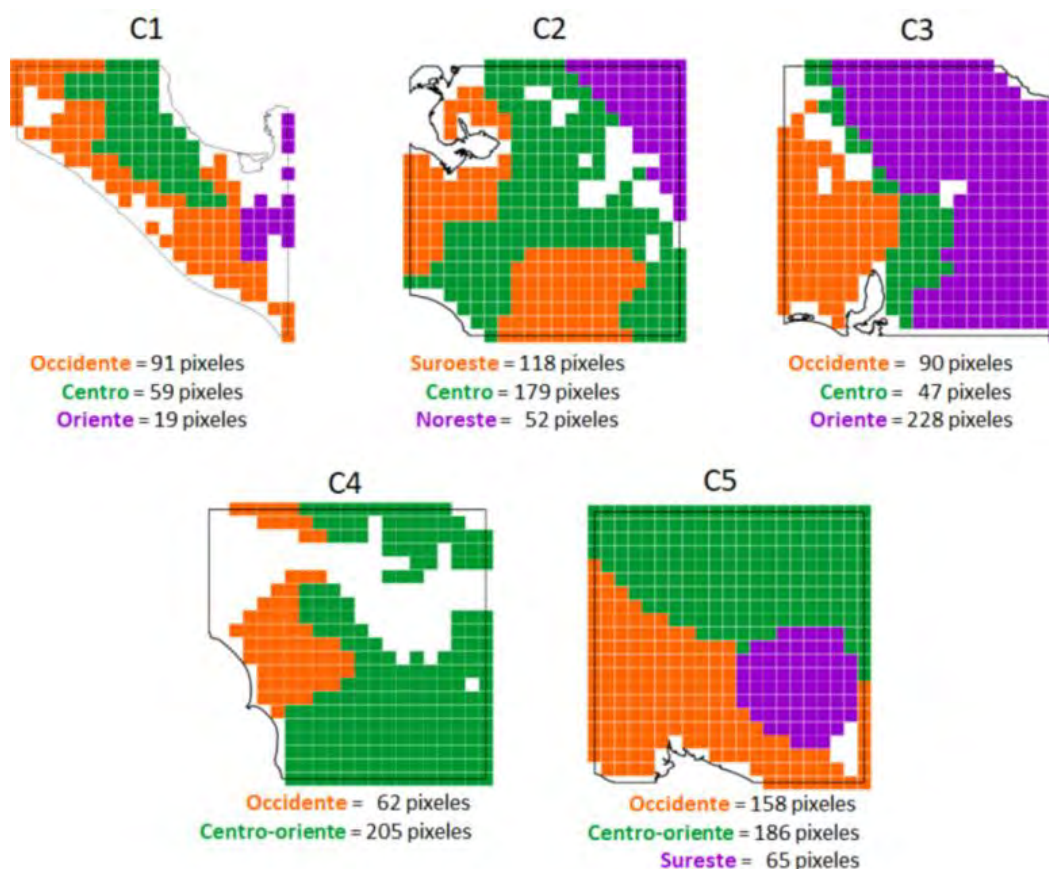 C1
C2
C3
Occidente = 91 pixeles
Centro = 59 pixeles
Oriente = 19 pixeles
Suroeste = 118 pixeles
Centro = 179 pixeles
Noreste = 52 pixeles
Occidente = 90 pixeles
Centro = 47 pixeles
Oriente = 228 pixeles
C4
C5
Occidente = 62 pixeles
Centro-oriente = 205 pixeles
Occidente = 158 pixeles
Centro-oriente = 186 pixeles
Sureste = 65 pixeles